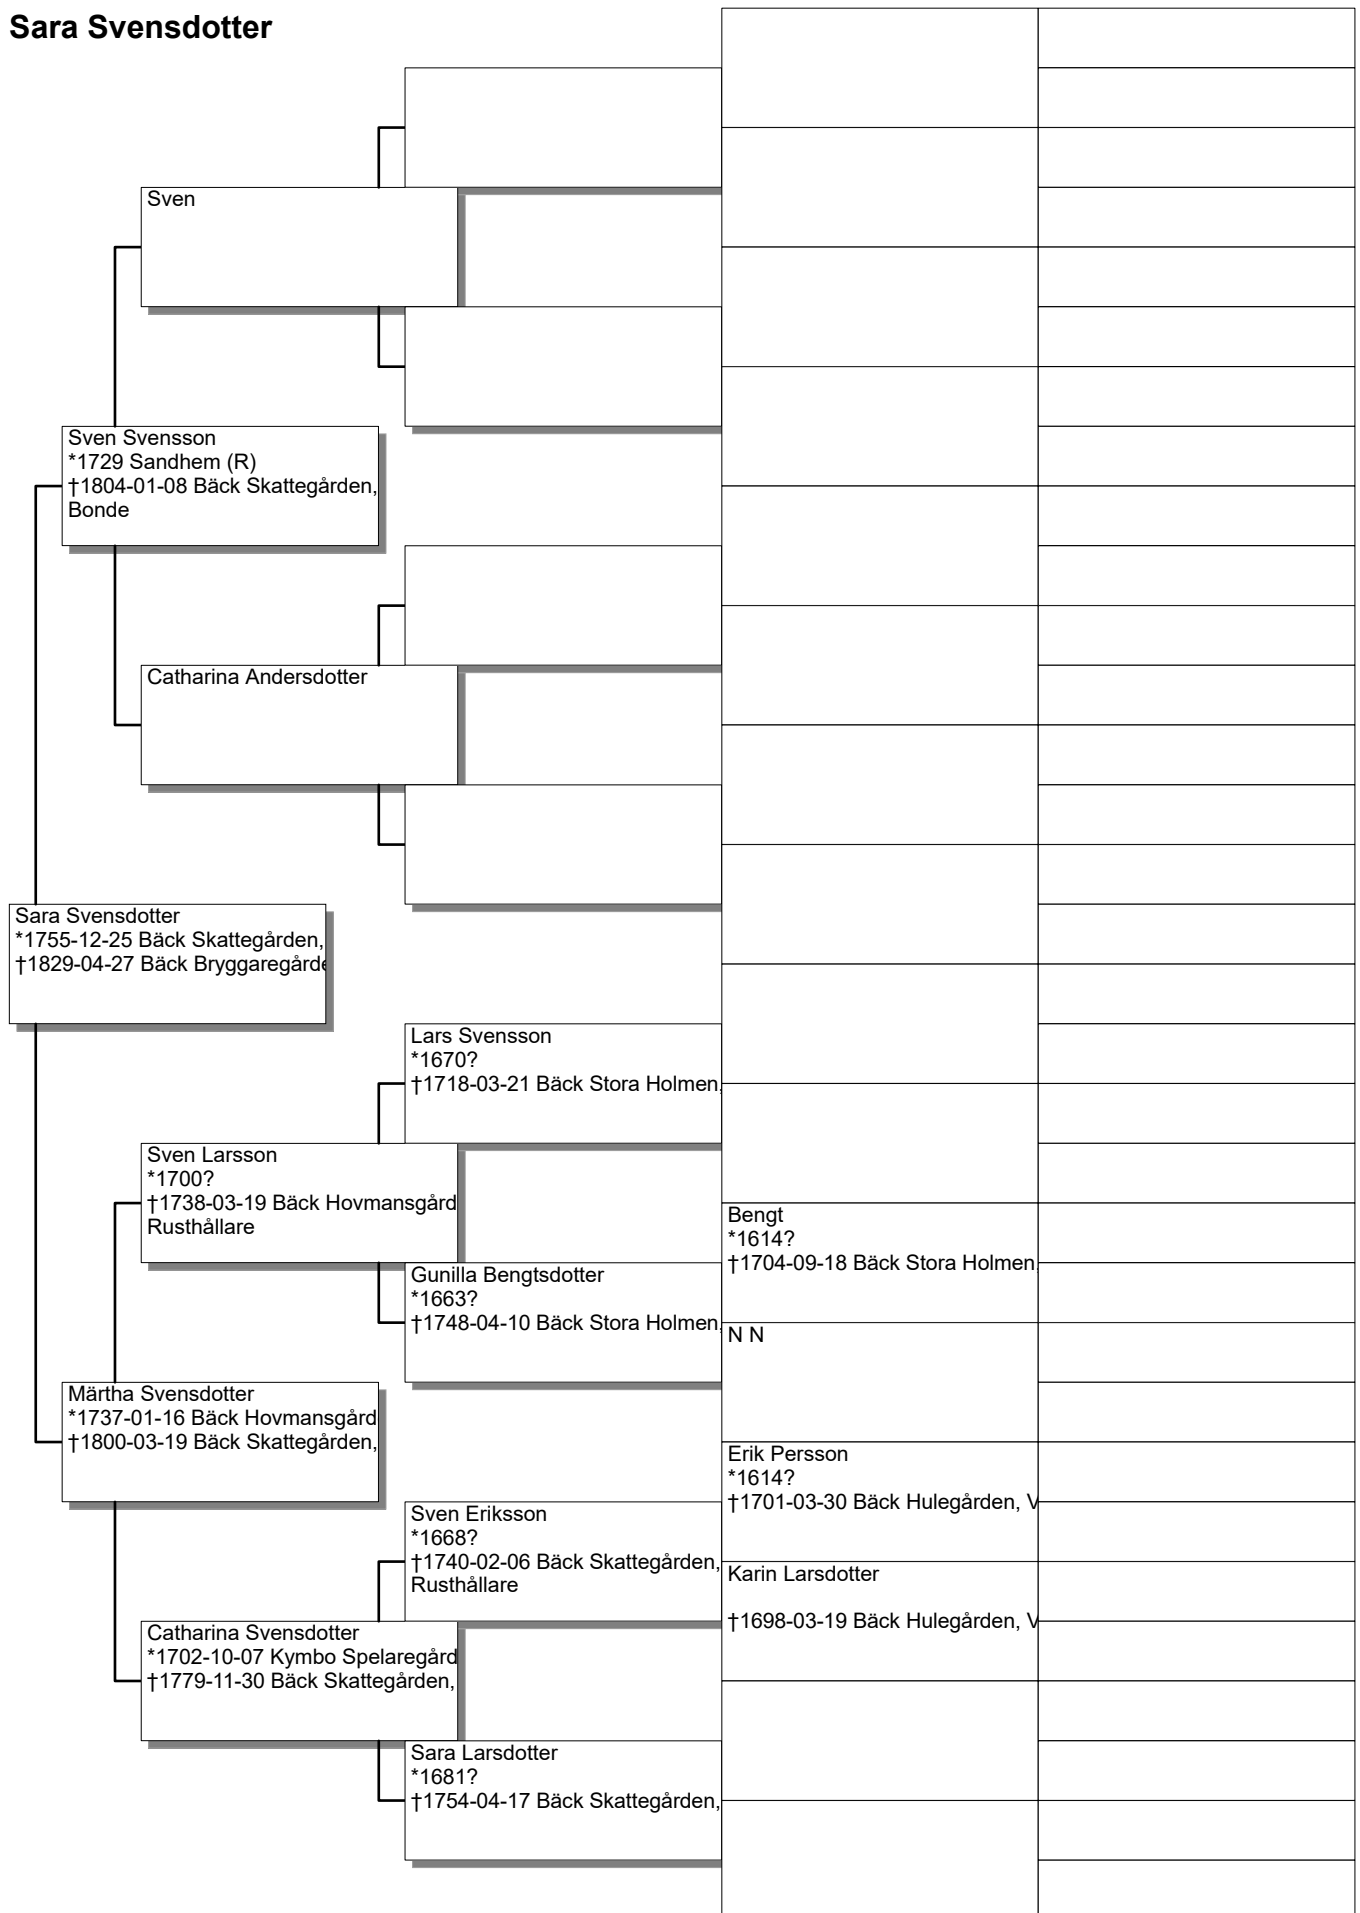 Sara Svensdotter
Sven
Sven Svensson
*1729 Sandhem (R)
†1804-01-08 Bäck Skattegården,
Bonde
Catharina Andersdotter
Sara Svensdotter
*1755-12-25 Bäck Skattegården,
†1829-04-27 Bäck Bryggaregårde
Lars Svensson
*1670?
†1718-03-21 Bäck Stora Holmen,
Sven Larsson
*1700?
†1738-03-19 Bäck Hovmansgård
Rusthållare
Bengt
*1614?
†1704-09-18 Bäck Stora Holmen,
Gunilla Bengtsdotter
*1663?
†1748-04-10 Bäck Stora Holmen,
N N
Märtha Svensdotter
*1737-01-16 Bäck Hovmansgård
†1800-03-19 Bäck Skattegården,
Erik Persson
*1614?
†1701-03-30 Bäck Hulegården, V
Sven Eriksson
*1668?
†1740-02-06 Bäck Skattegården,
Rusthållare
Karin Larsdotter
†1698-03-19 Bäck Hulegården, V
Catharina Svensdotter
*1702-10-07 Kymbo Spelaregård
†1779-11-30 Bäck Skattegården,
Sara Larsdotter
*1681?
†1754-04-17 Bäck Skattegården,